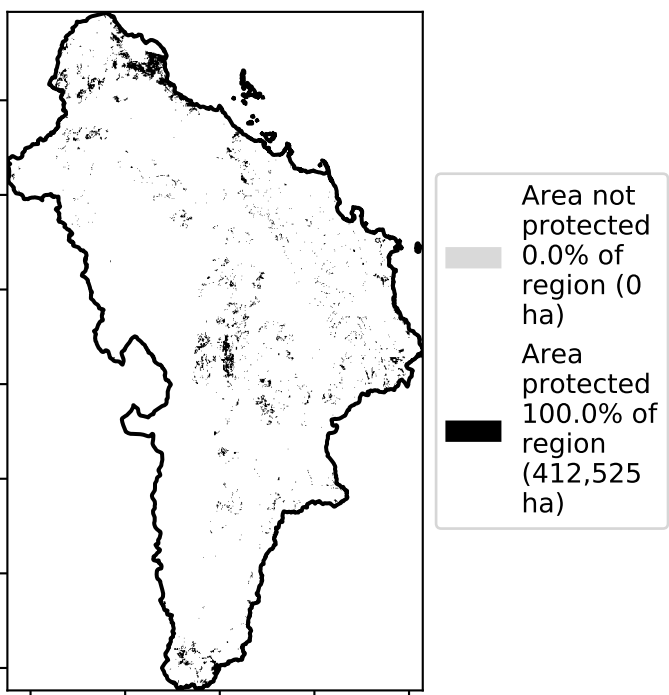 Area not
protected
0.0% of
region (0
ha)
Area
protected
100.0% of
region
(412,525
ha)